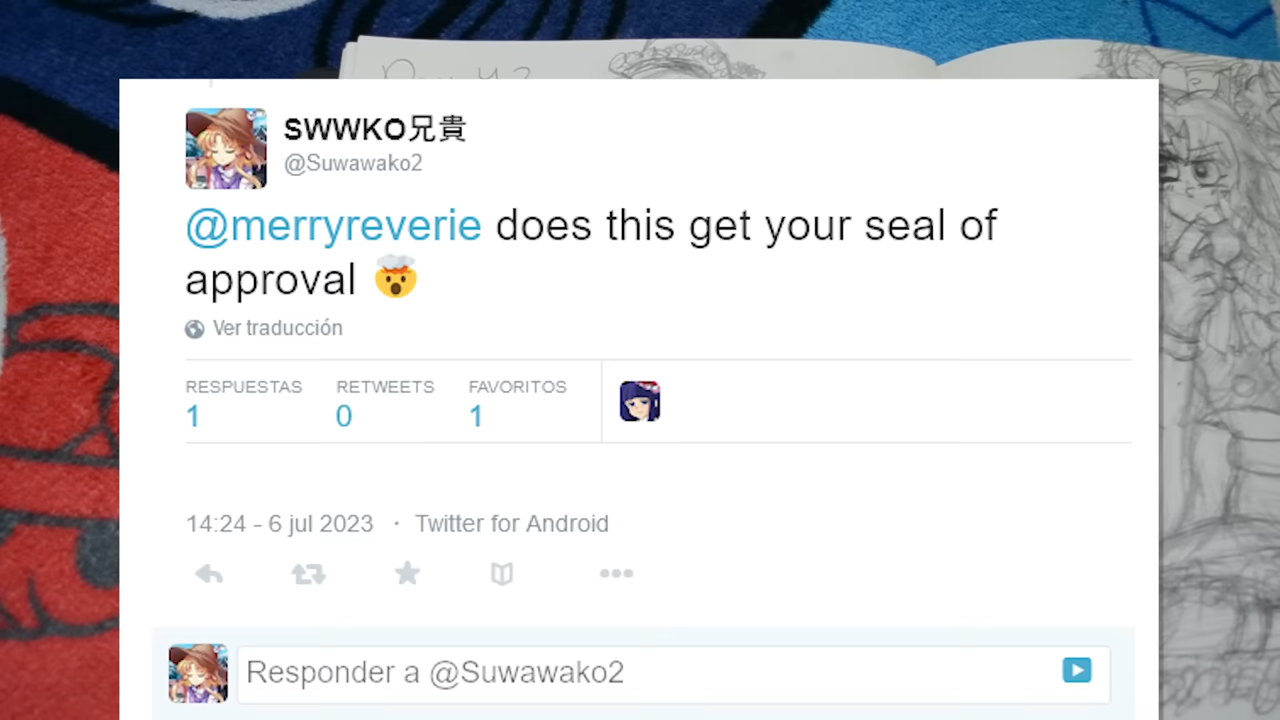 SWWKO兄貴
@Suwawako2
@merryreverie does this get your seal of
approval 🤯
Ver traducción
RESPUESTAS RETWEETS FAVORITOS
1 0 1
14:24 - 6 jul 2023 · Twitter for Android
Responder a @Suwawako2